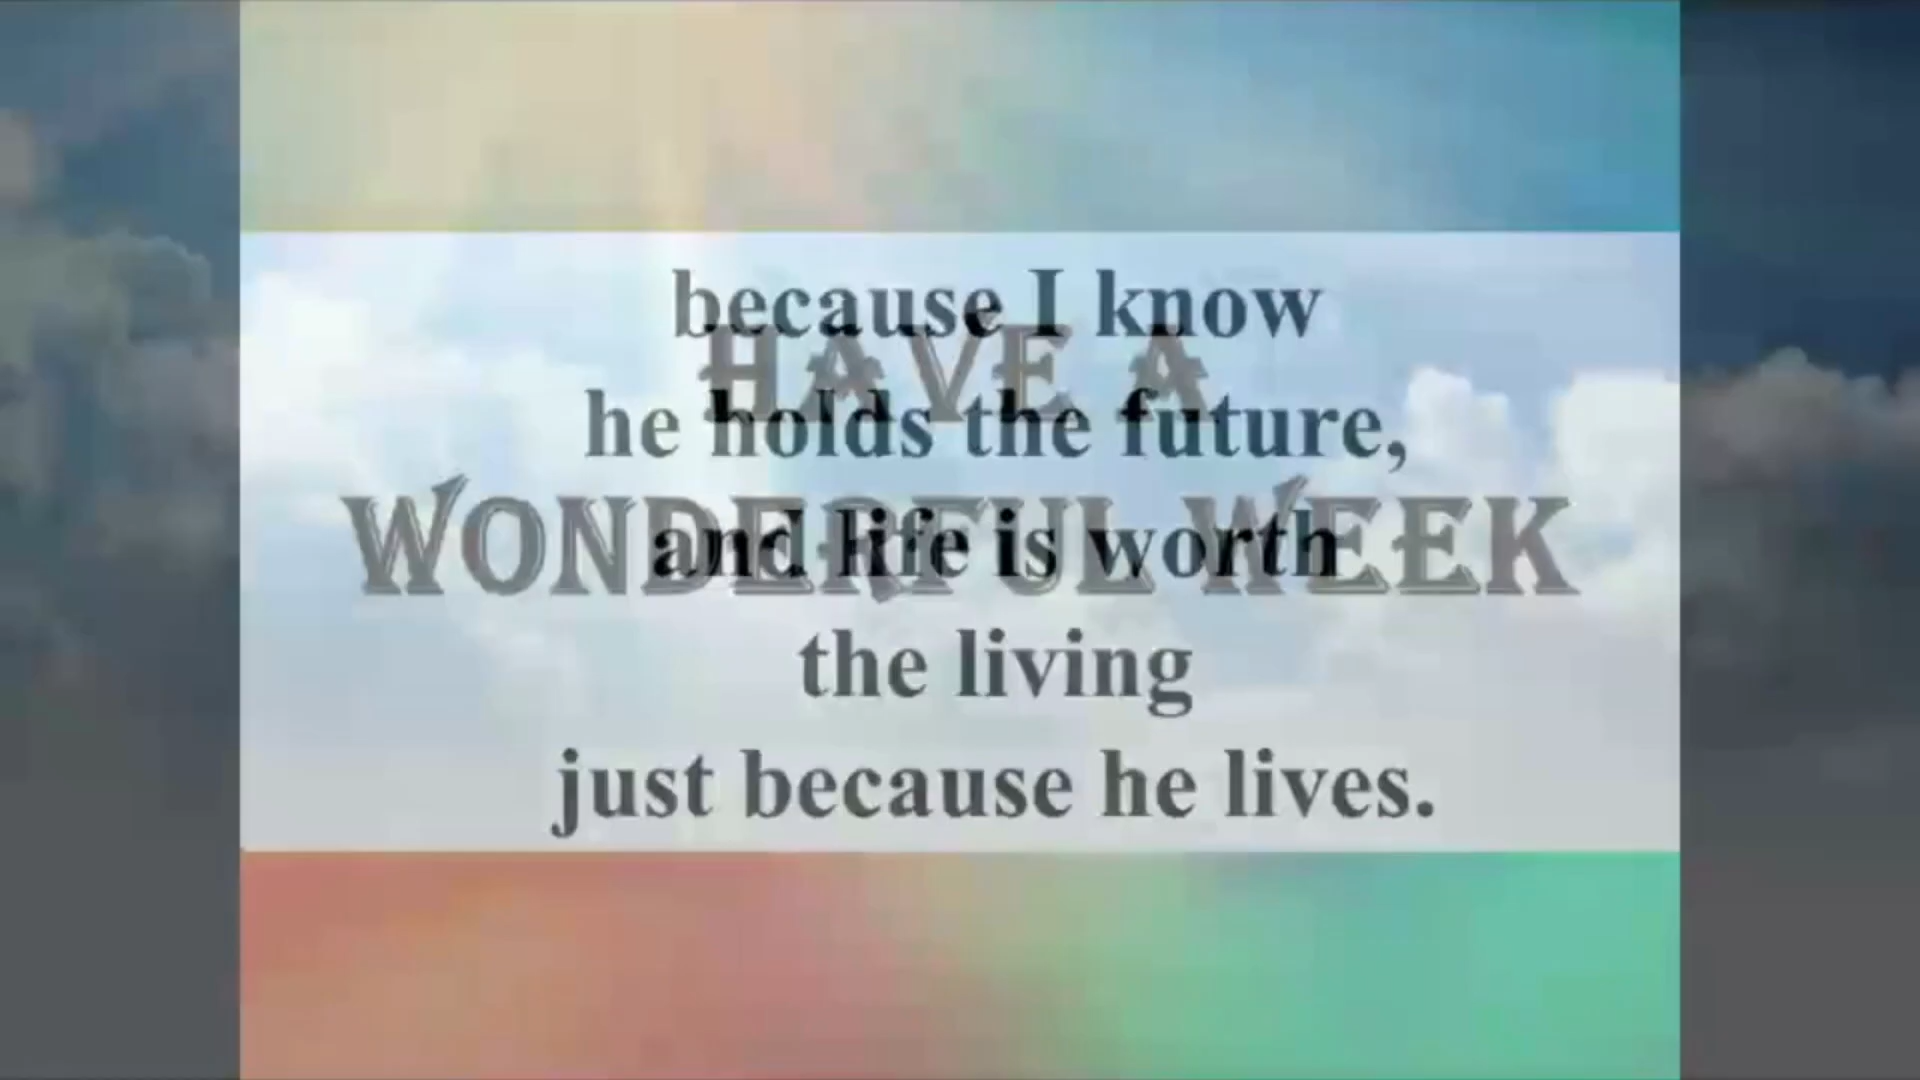 because I know
HAVE A
he holds the future,
WONDERFUL WEEK
and life is worth
the living
just because he lives.